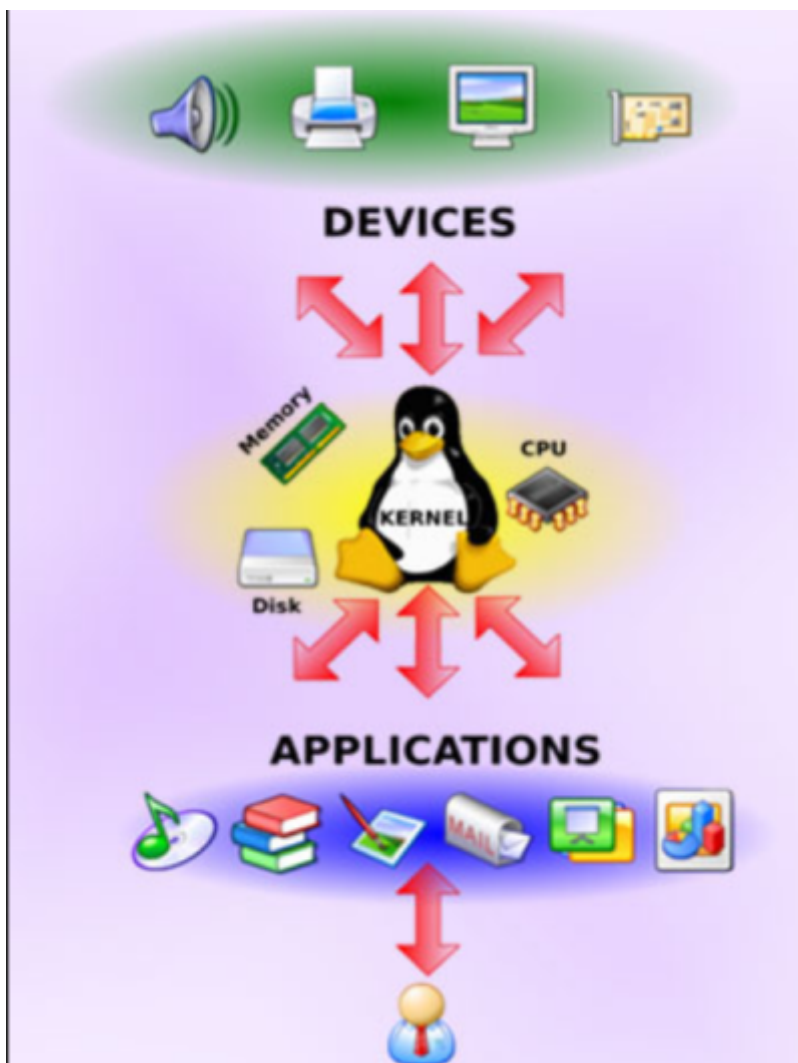 DEVICES
Memory
CPU
KERNEL
Disk
APPLICATIONS
MAIL